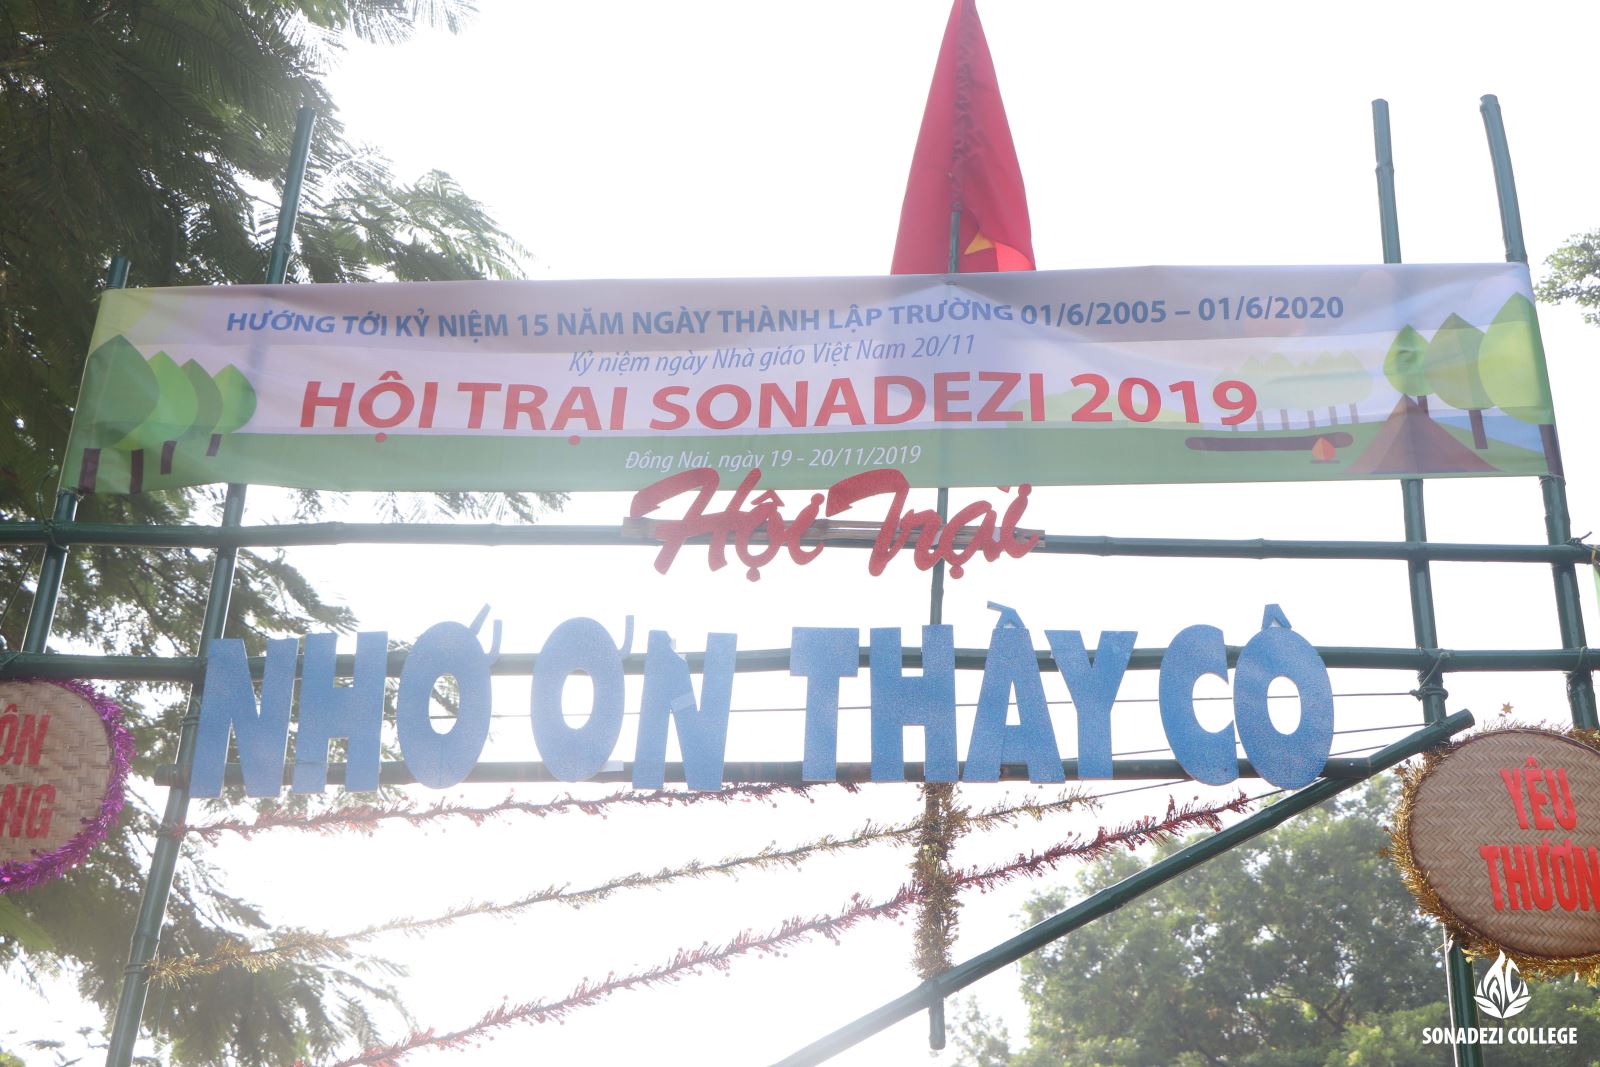 HƯỚNG TỚI KỶ NIỆM 15 NĂM NGÀY THÀNH LẬP TRƯỜNG 01/6/2005 – 01/6/2020
Kỷ niệm ngày Nhà giáo Việt Nam 20/11
HỘI TRẠI SONADEZI 2019
Đồng Nai, ngày 19 - 20/11/2019
Hội Trại
NHỚ ƠN THẦY CÔ
YÊU
THƯƠN
SONADEZI COLLEGE